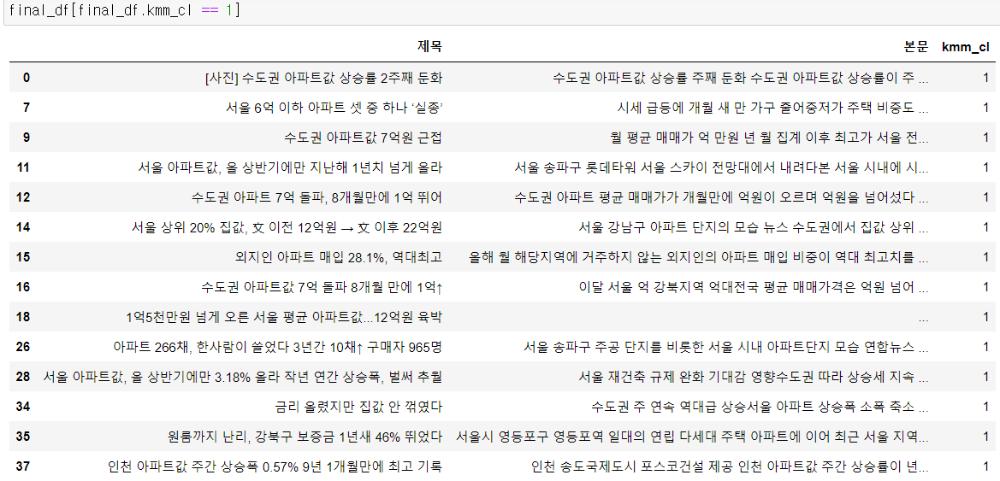 final_df[final_df.kmm_cl == 1]
제목 본문 kmm_cl
0 [사진] 수도권 아파트값 상승률 2주째 둔화 수도권 아파트값 상승률 주째 둔화 수도권 아파트값 상승률이 주 ... 1
7 서울 6억 이하 아파트 셋 중 하나 ‘실종’ 시세 급등에 개월 새 만 가구 줄어중저가 주택 비중도 ... 1
9 수도권 아파트값 7억원 근접 월 평균 매매가 억 만원 년 월 집계 이후 최고가 서울 전... 1
11 서울 아파트값, 올 상반기에만 지난해 1년치 넘게 올라 서울 송파구 롯데타워 서울 스카이 전망대에서 내려다본 서울 시내에 시... 1
12 수도권 아파트 7억 돌파, 8개월만에 1억 뛰어 수도권 아파트 평균 매매가가 개월만에 억원이 오르며 억원을 넘어섰다 ... 1
14 서울 상위 20% 집값, 文 이전 12억원 → 文 이후 22억원 서울 강남구 아파트 단지의 모습 뉴스 수도권에서 집값 상위 ... 1
15 외지인 아파트 매입 28.1%, 역대최고 올해 월 해당지역에 거주하지 않는 외지인의 아파트 매입 비중이 역대 최고치를 ... 1
16 수도권 아파트값 7억 돌파 8개월 만에 1억↑ 이달 서울 억 강북지역 억대전국 평균 매매가격은 억원 넘어 ... 1
18 1억5천만원 넘게 오른 서울 평균 아파트값...12억원 육박 ... 1
26 아파트 266채, 한사람이 쓸었다 3년간 10채↑ 구매자 965명 서울 송파구 주공 단지를 비롯한 서울 시내 아파트단지 모습 연합뉴스 ... 1
28 서울 아파트값, 올 상반기에만 3.18% 올라 작년 연간 상승폭, 벌써 추월 서울 재건축 규제 완화 기대감 영향수도권 따라 상승세 지속 ... 1
34 금리 올렸지만 집값 안 꺾였다 수도권 주 연속 역대급 상승서울 아파트 상승폭 소폭 축소 ... 1
35 원룸까지 난리, 강북구 보증금 1년새 46% 뛰었다 서울시 영등포구 영등포역 일대의 연립 다세대 주택 아파트에 이어 최근 서울 지역... 1
37 인천 아파트값 주간 상승폭 0.57% 9년 1개월만에 최고 기록 인천 송도국제도시 포스코건설 제공 인천 아파트값 주간 상승률이 년... 1